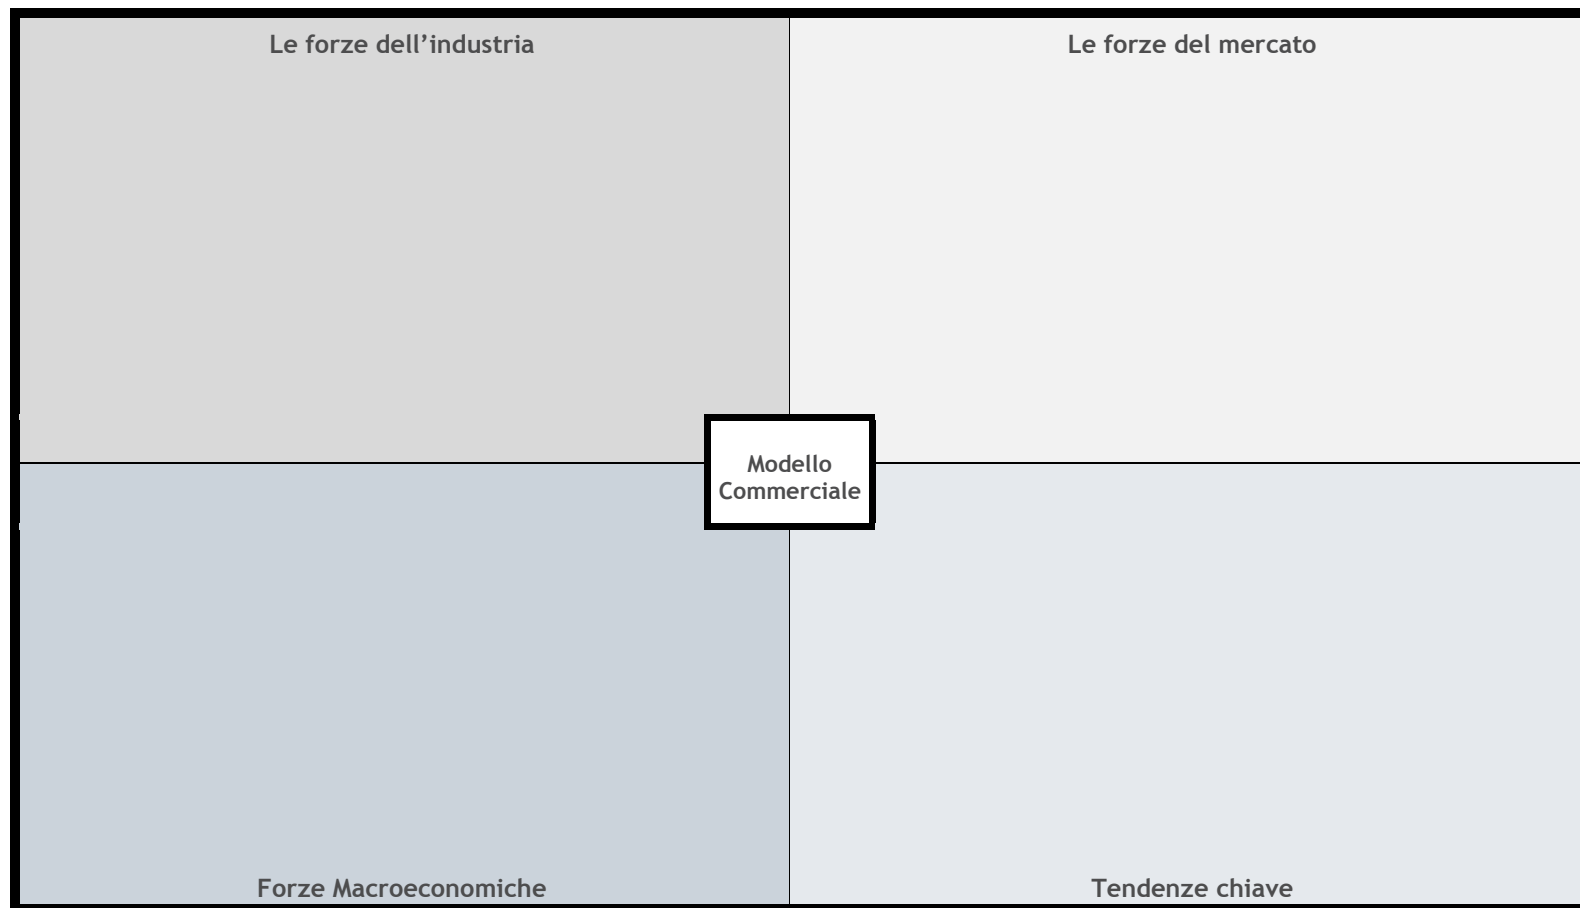 Le forze dell’industria
Le forze del mercato
Modello
Commerciale
Forze Macroeconomiche
Tendenze chiave